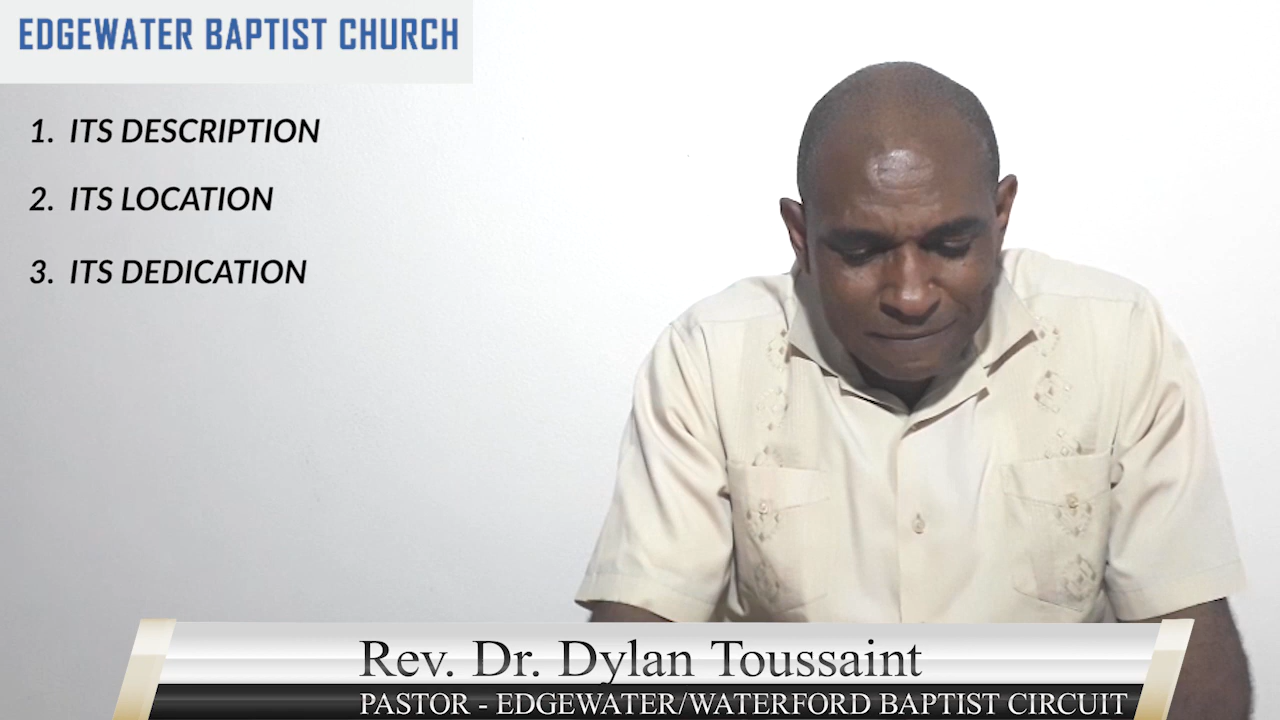 EDGEWATER BAPTIST CHURCH
1. ITS DESCRIPTION
2. ITS LOCATION
3. ITS DEDICATION
Rev. Dr. Dylan Toussaint
PASTOR - EDGEWATER/WATERFORD BAPTIST CIRCUIT